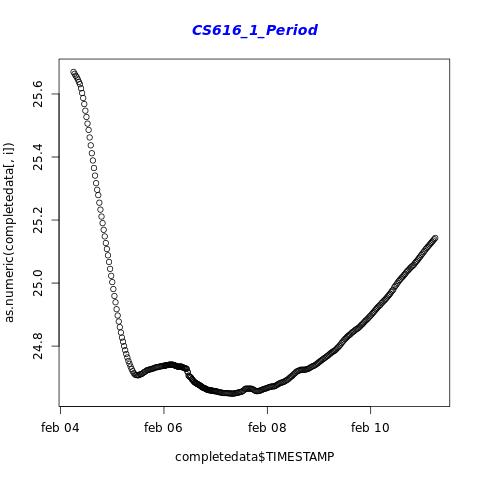 CS616_1_Period
as.numeric(completedata[, i])
25.6
25.4
25.2
25.0
24.8
feb 04
feb 06
feb 08
feb 10
completedata$TIMESTAMP